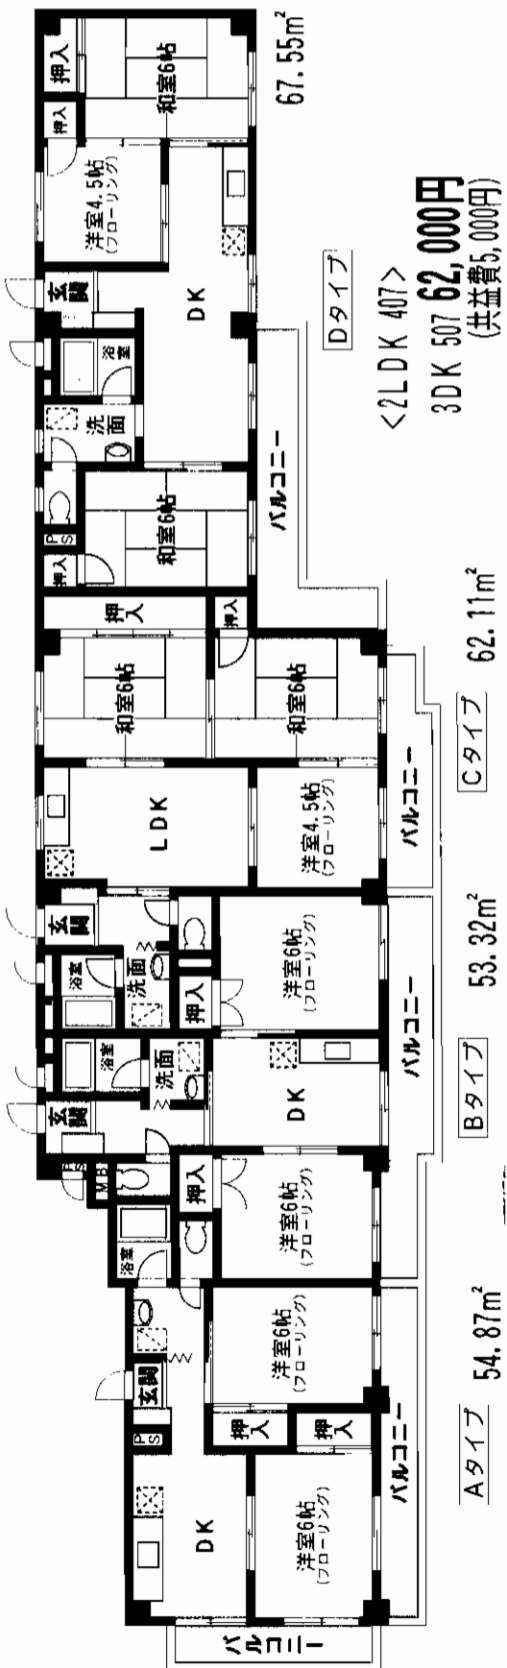 押入
和室6帖
押入
洋室4.5帖
(フローリング)
玄関
DK
浴室
洗面
PS
押入
和室6帖
バルコニー
67.55m²
Dタイプ
<2LDK 407>
3DK 507 62,000円
(共益費5,000円)
押入
和室6帖
押入
和室6帖
LDK
洋室4.5帖
(フローリング)
玄関
浴室
洗面
バルコニー
Cタイプ
62.11m²
押入
洋室6帖
(フローリング)
浴室
洗面
玄関
DK
PS
MB
押入
洋室6帖
(フローリング)
バルコニー
Bタイプ
53.32m²
浴室
玄関
PS
洋室6帖
(フローリング)
押入
押入
DK
洋室6帖
(フローリング)
バルコニー
バルコニー
Aタイプ
54.87m²